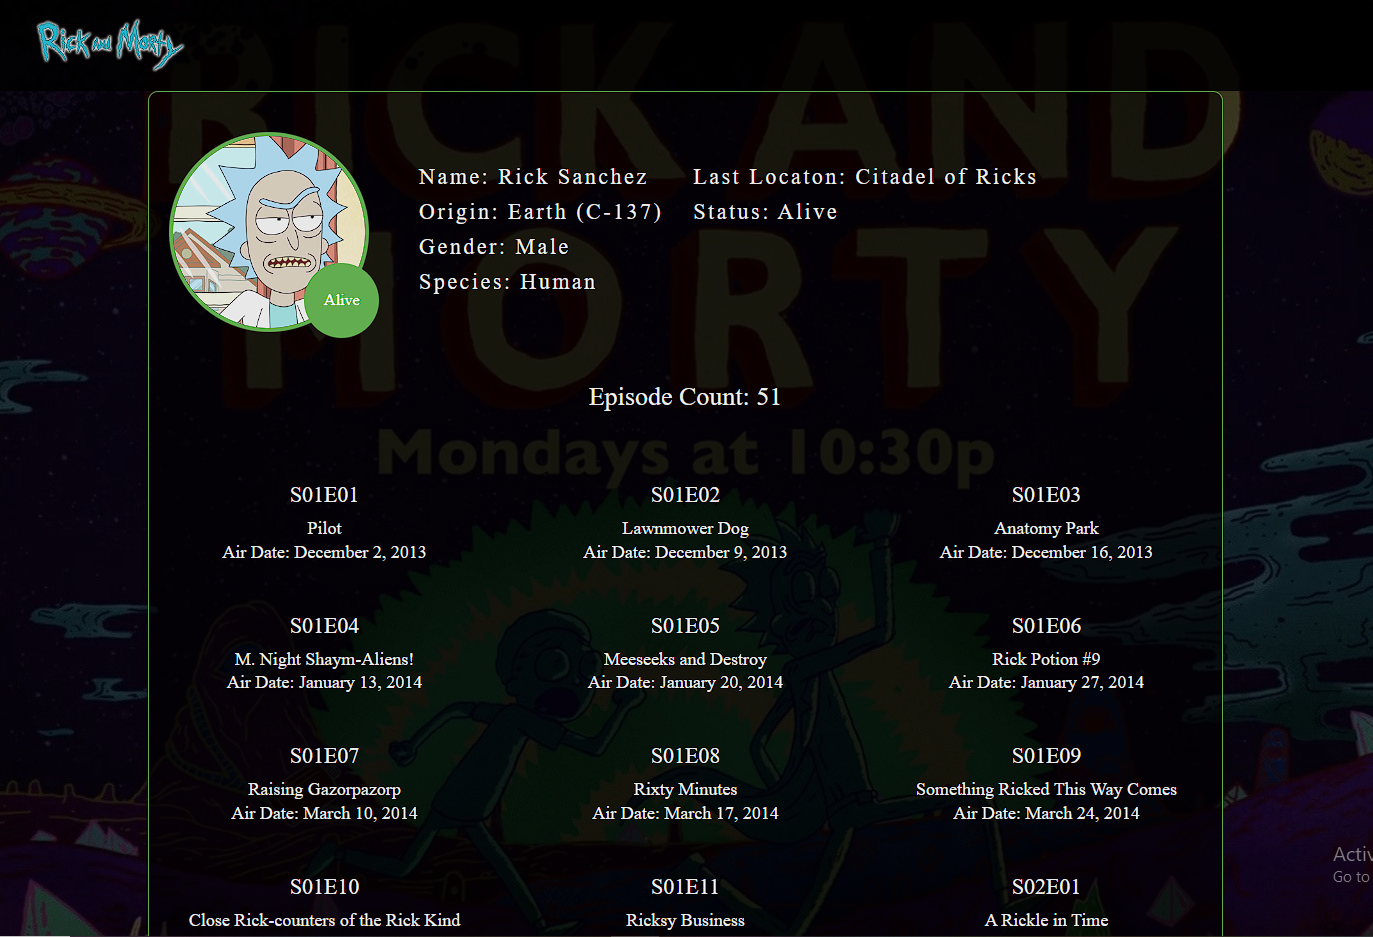 Rick and Morty
RICK AND
MORTY
Mondays at 10:30p
Alive
Name: Rick Sanchez
Origin: Earth (C-137)
Gender: Male
Species: Human
Last Locaton: Citadel of Ricks
Status: Alive
Episode Count: 51
S01E01
Pilot
Air Date: December 2, 2013
S01E02
Lawnmower Dog
Air Date: December 9, 2013
S01E03
Anatomy Park
Air Date: December 16, 2013
S01E04
M. Night Shaym-Aliens!
Air Date: January 13, 2014
S01E05
Meeseeks and Destroy
Air Date: January 20, 2014
S01E06
Rick Potion #9
Air Date: January 27, 2014
S01E07
Raising Gazorpazorp
Air Date: March 10, 2014
S01E08
Rixty Minutes
Air Date: March 17, 2014
S01E09
Something Ricked This Way Comes
Air Date: March 24, 2014
S01E10
Close Rick-counters of the Rick Kind
S01E11
Ricksy Business
S02E01
A Rickle in Time
Activ
Go to